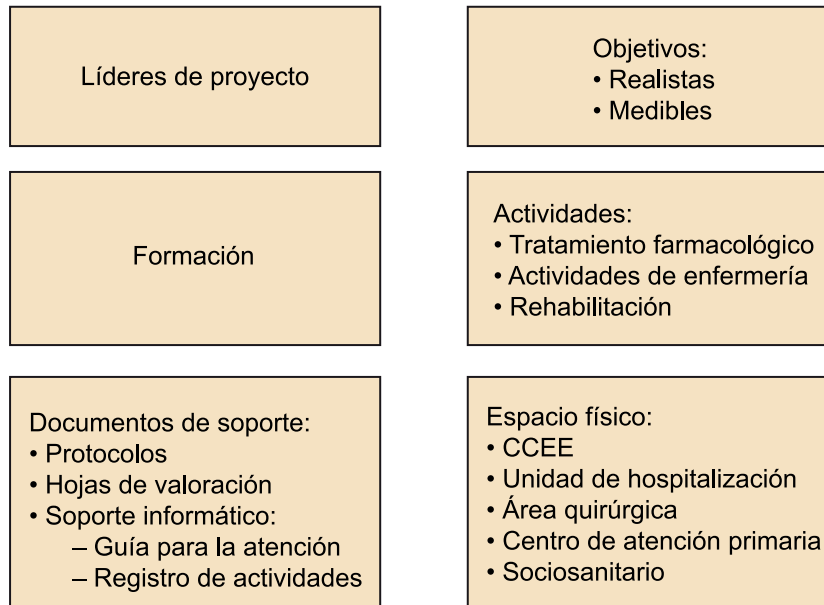 Líderes de proyecto
Objetivos:
• Realistas
• Medibles
Formación
Actividades:
• Tratamiento farmacológico
• Actividades de enfermería
• Rehabilitación
Documentos de soporte:
• Protocolos
• Hojas de valoración
• Soporte informático:
– Guía para la atención
– Registro de actividades
Espacio físico:
• CCEE
• Unidad de hospitalización
• Área quirúrgica
• Centro de atención primaria
• Sociosanitario